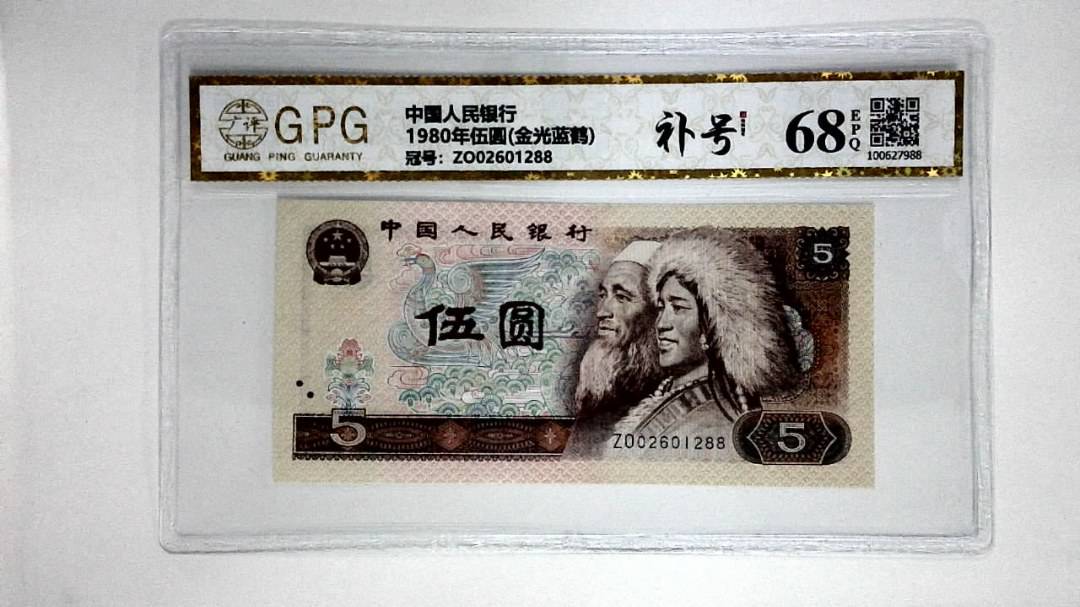 广评
GPG
GUANG PING GUARANTY
中国人民银行
1980年伍圆(金光蓝鹤)
冠号: ZO02601288
补号
68
EPQ
100627988
中国人民银行
5
伍圆
5
ZO02601288
5